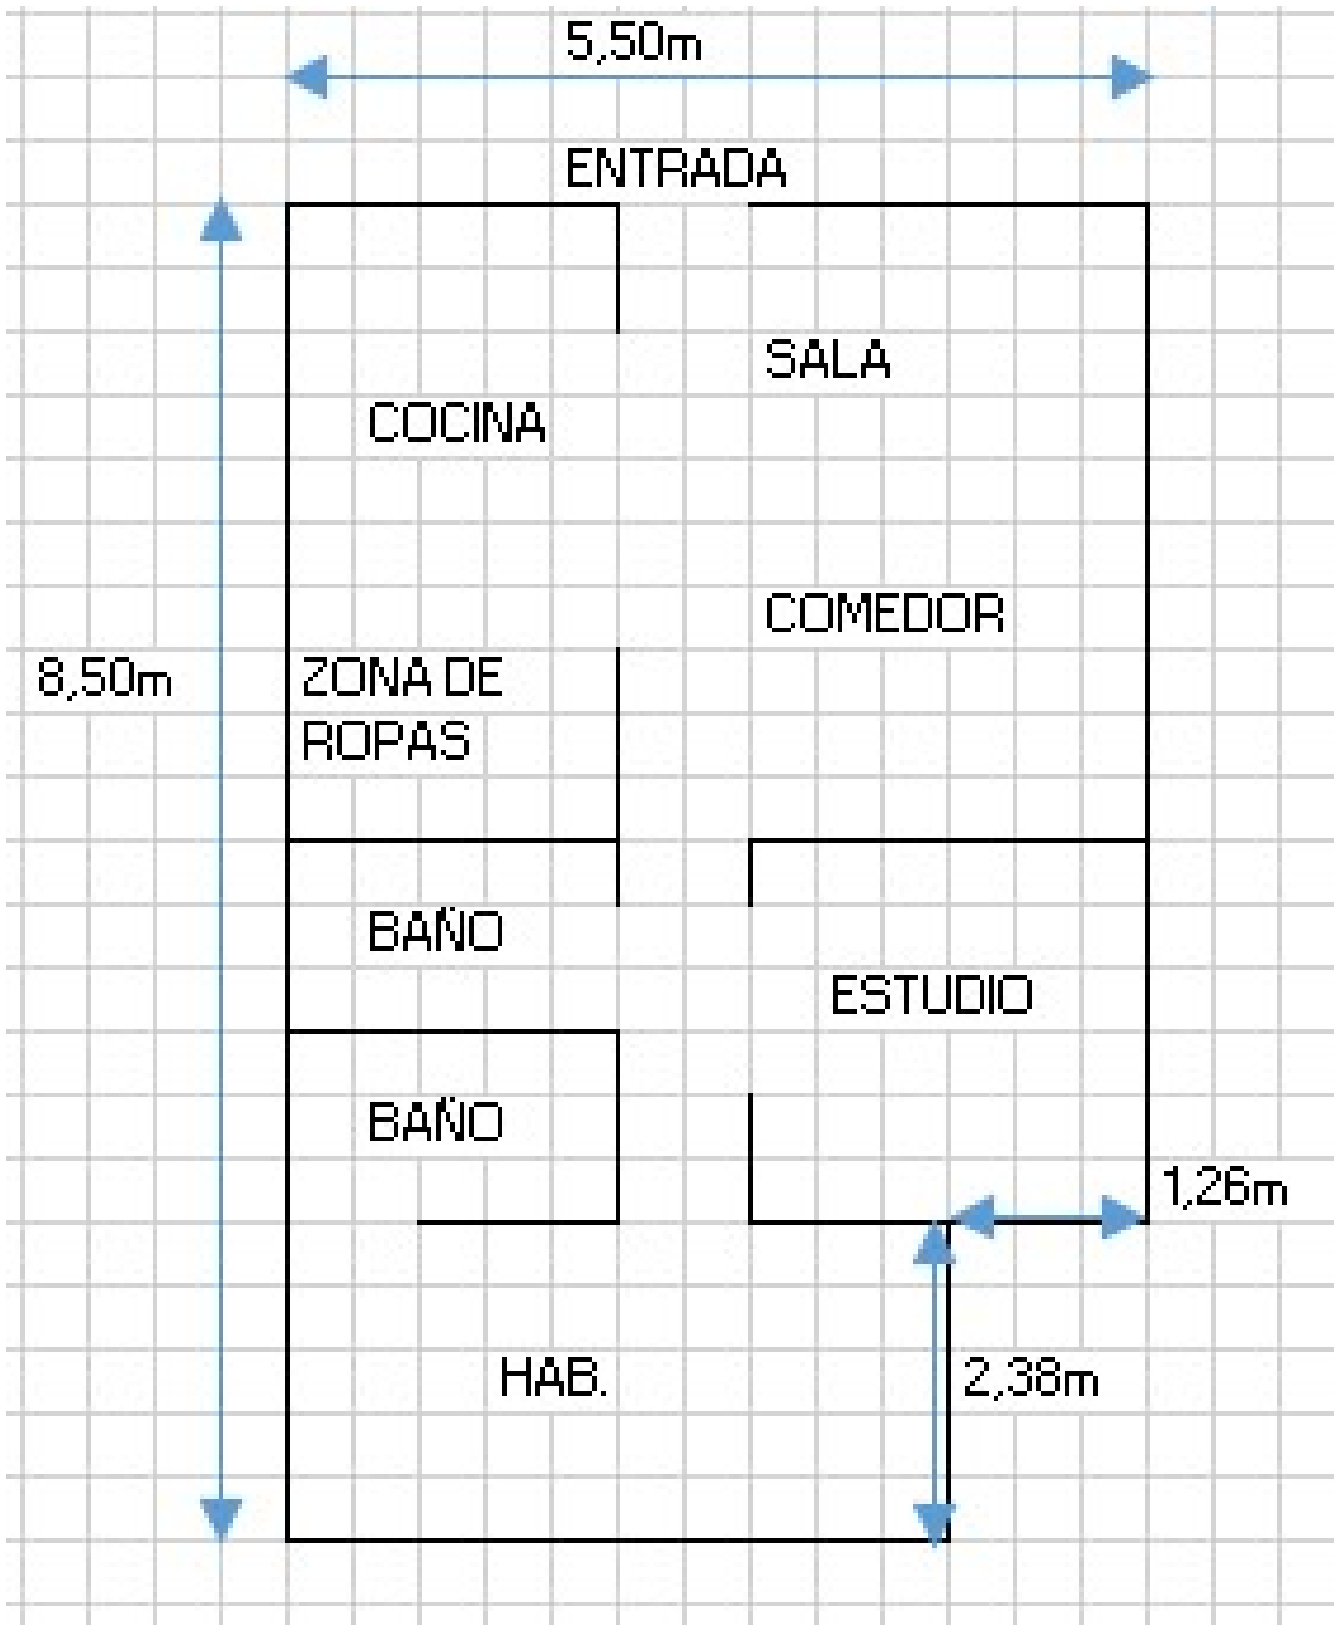 5,50m
ENTRADA
SALA
COCINA
COMEDOR
8,50m
ZONA DE
ROPAS
BAÑO
ESTUDIO
BAÑO
1,26m
HAB.
2,38m